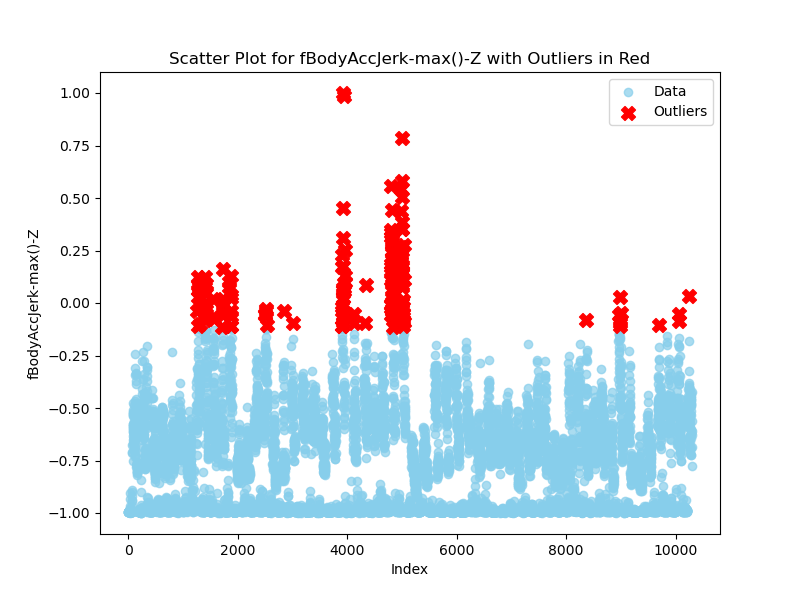 Scatter Plot for fBodyAccJerk-max()-Z with Outliers in Red
Data
Outliers
fBodyAccJerk-max()-Z
1.00
0.75
0.50
0.25
0.00
−0.25
−0.50
−0.75
−1.00
0 2000 4000 6000 8000 10000
Index